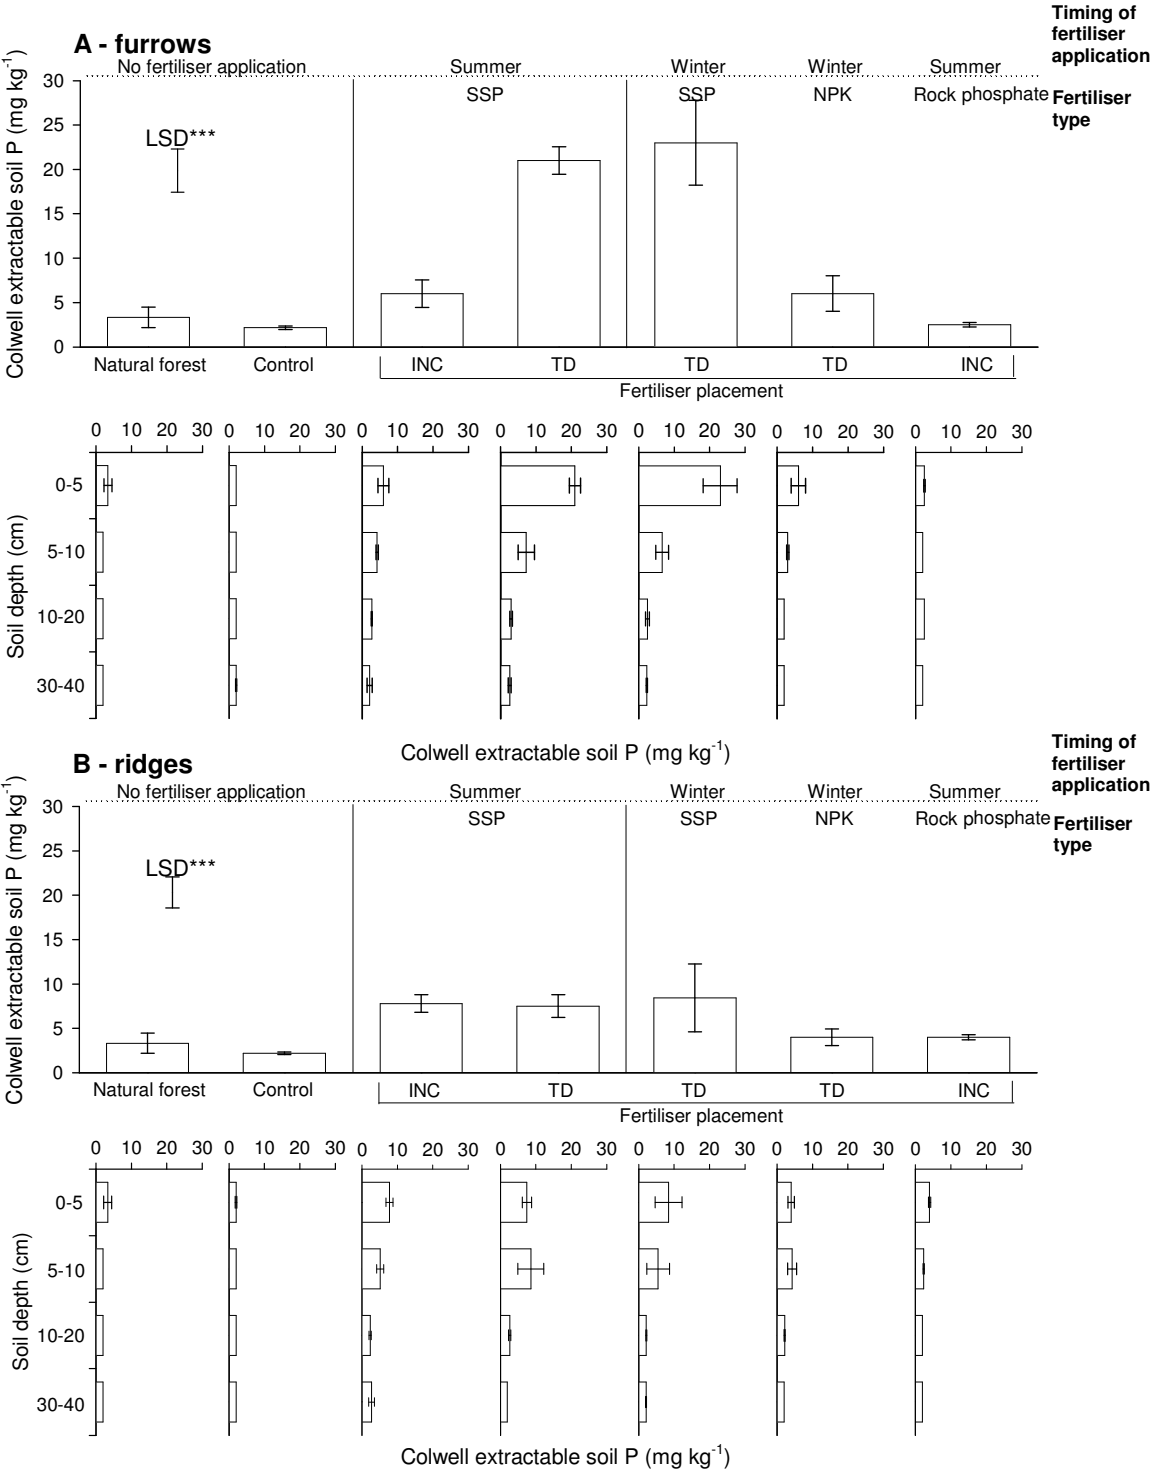 Timing of
fertiliser
application
A - furrows
No fertiliser application Summer Winter Winter Summer
SSP SSP NPK Rock phosphate Fertiliser
type
Colwell extractable soil P (mg kg-1)
30
25
20
15
10
5
0
LSD***
Natural forest Control INC TD TD TD INC
Fertiliser placement
0 10 20 30 0 10 20 30 0 10 20 30 0 10 20 30 0 10 20 30 0 10 20 30 0 10 20 30
Soil depth (cm)
0-5
5-10
10-20
30-40
Colwell extractable soil P (mg kg-1)
Timing of
fertiliser
application
B - ridges
No fertiliser application Summer Winter Winter Summer
SSP SSP NPK Rock phosphate Fertiliser
type
Colwell extractable soil P (mg kg-1)
30
25
20
15
10
5
0
LSD***
Natural forest Control INC TD TD TD INC
Fertiliser placement
0 10 20 30 0 10 20 30 0 10 20 30 0 10 20 30 0 10 20 30 0 10 20 30 0 10 20 30
Soil depth (cm)
0-5
5-10
10-20
30-40
Colwell extractable soil P (mg kg-1)